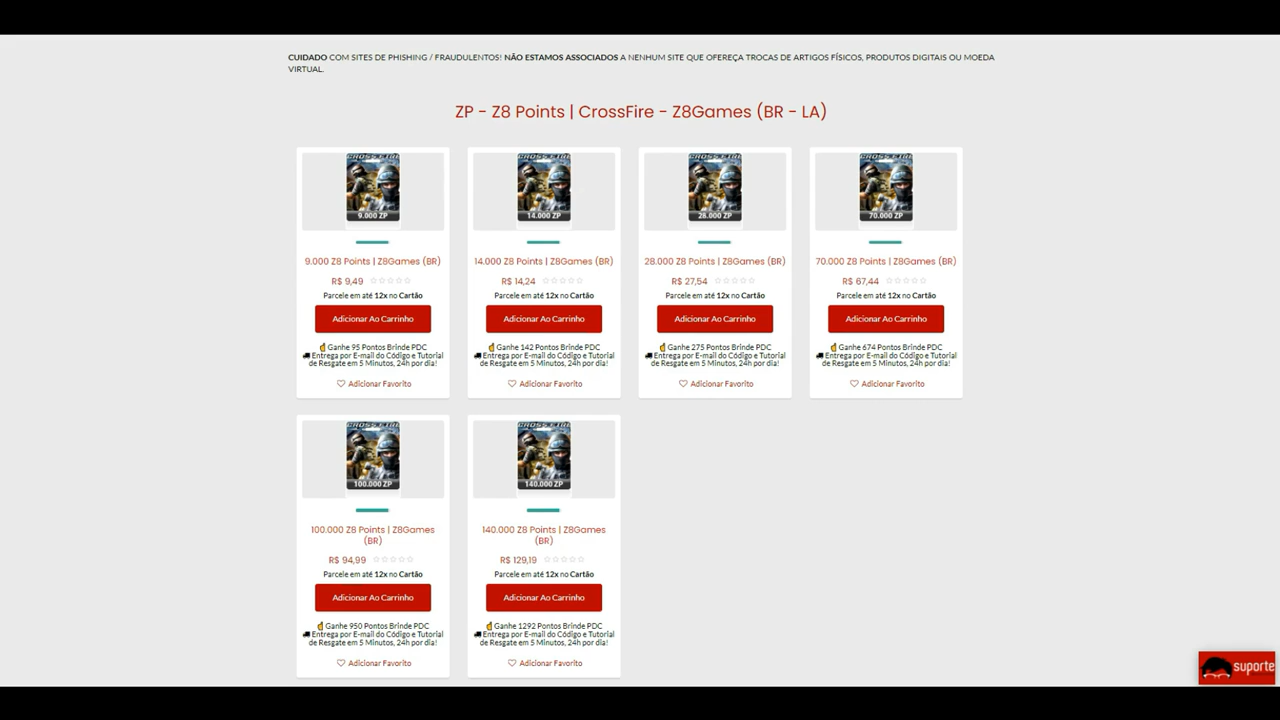 CUIDADO COM SITES DE PHISHING / FRAUDULENTOS! NÃO ESTAMOS ASSOCIADOS A NENHUM SITE QUE OFEREÇA TROCAS DE ARTIGOS FÍSICOS, PRODUTOS DIGITAIS OU MOEDA
VIRTUAL.
ZP - Z8 Points | CrossFire - Z8Games (BR - LA)
CROSS FIRE
9.000 ZP
9.000 Z8 Points | Z8Games (BR)
R$ 9,49
Parcele em até 12x no Cartão
Adicionar Ao Carrinho
Ganhe 95 Pontos Brinde PDC
Entrega por E-mail do Código e Tutorial
de Resgate em 5 Minutos, 24h por dia!
Adicionar Favorito
CROSS FIRE
14.000 ZP
14.000 Z8 Points | Z8Games (BR)
R$ 14,24
Parcele em até 12x no Cartão
Adicionar Ao Carrinho
Ganhe 142 Pontos Brinde PDC
Entrega por E-mail do Código e Tutorial
de Resgate em 5 Minutos, 24h por dia!
Adicionar Favorito
CROSS FIRE
28.000 ZP
28.000 Z8 Points | Z8Games (BR)
R$ 27,54
Parcele em até 12x no Cartão
Adicionar Ao Carrinho
Ganhe 275 Pontos Brinde PDC
Entrega por E-mail do Código e Tutorial
de Resgate em 5 Minutos, 24h por dia!
Adicionar Favorito
CROSS FIRE
70.000 ZP
70.000 Z8 Points | Z8Games (BR)
R$ 67,44
Parcele em até 12x no Cartão
Adicionar Ao Carrinho
Ganhe 674 Pontos Brinde PDC
Entrega por E-mail do Código e Tutorial
de Resgate em 5 Minutos, 24h por dia!
Adicionar Favorito
CROSS FIRE
100.000 ZP
100.000 Z8 Points | Z8Games
(BR)
R$ 94,99
Parcele em até 12x no Cartão
Adicionar Ao Carrinho
Ganhe 950 Pontos Brinde PDC
Entrega por E-mail do Código e Tutorial
de Resgate em 5 Minutos, 24h por dia!
Adicionar Favorito
CROSS FIRE
140.000 ZP
140.000 Z8 Points | Z8Games
(BR)
R$ 129,19
Parcele em até 12x no Cartão
Adicionar Ao Carrinho
Ganhe 1292 Pontos Brinde PDC
Entrega por E-mail do Código e Tutorial
de Resgate em 5 Minutos, 24h por dia!
Adicionar Favorito
suporte